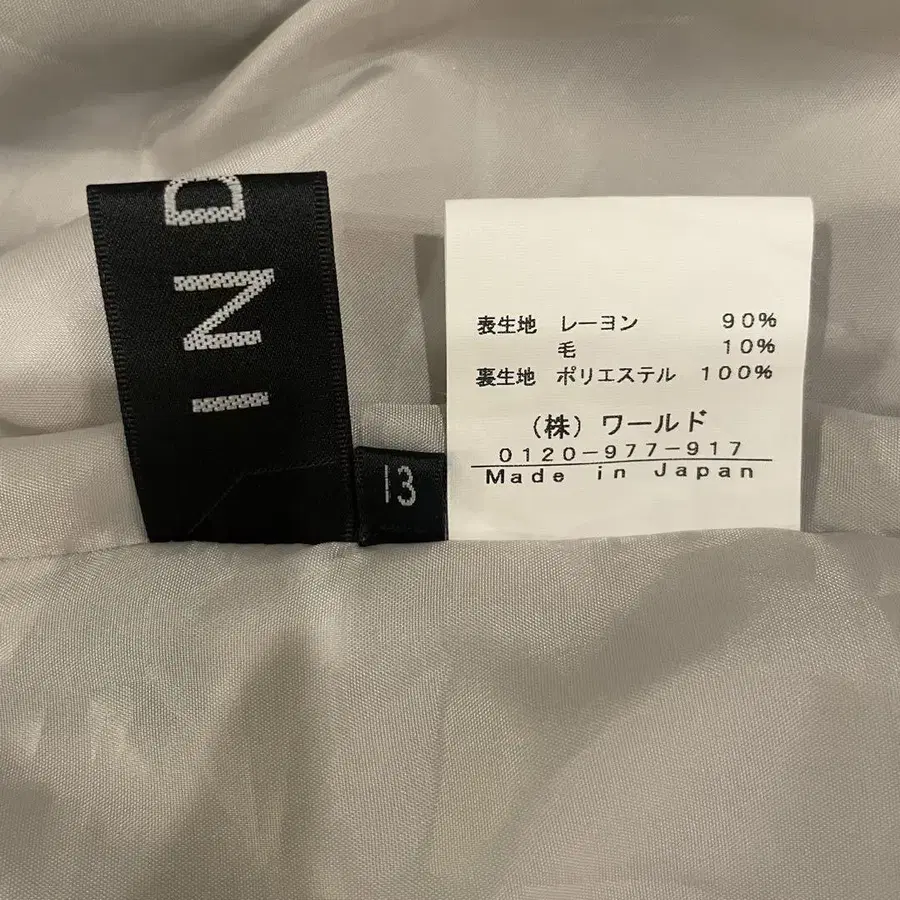 IND
13
表生地 レーヨン 90%
毛 10%
裏生地 ポリエステル 100%
(株)ワールド
0120-977-917
Made in Japan